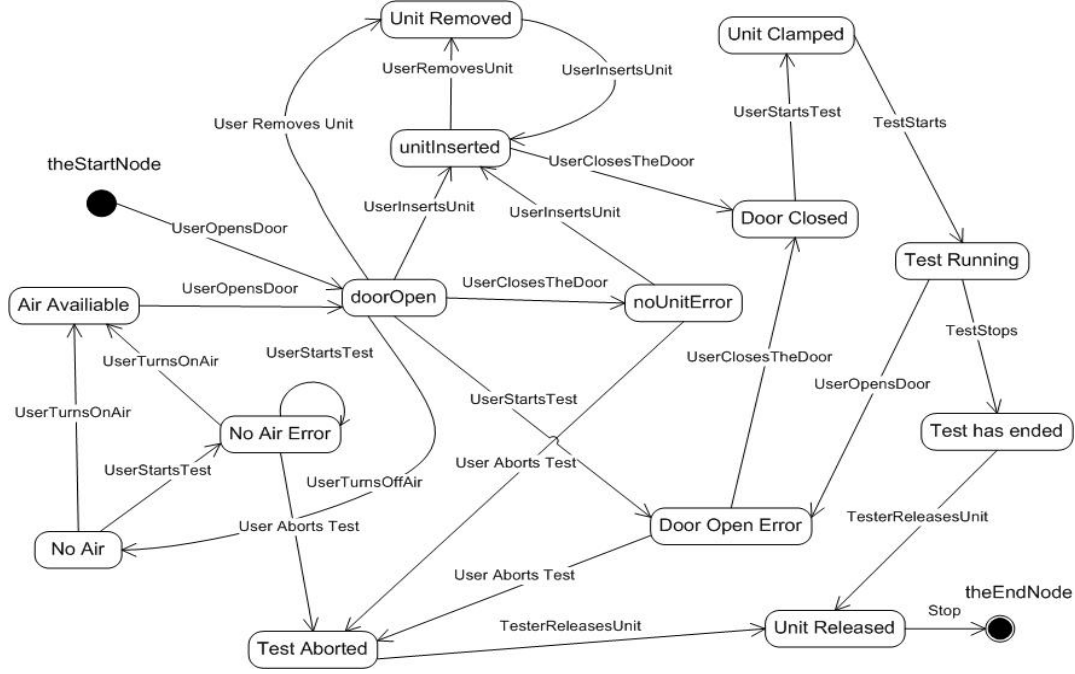 Unit Removed
Unit Clamped
UserRemovesUnit
UserInsertsUnit
UserStartsTest
User Removes Unit
TestStarts
unitInserted
theStartNode
UserClosesTheDoor
UserInsertsUnit
UserInsertsUnit
Door Closed
UserOpensDoor
Test Running
UserOpensDoor
UserClosesTheDoor
Air Availiable
doorOpen
noUnitError
TestStops
UserStartsTest
UserTurnsOnAir
UserClosesTheDoor
UserOpensDoor
UserTurnsOnAir
UserStartsTest
No Air Error
Test has ended
UserStartsTest
User Aborts Test
UserTurnsOffAir
TesterReleasesUnit
User Aborts Test
Door Open Error
No Air
User Aborts Test
theEndNode
Stop
TesterReleasesUnit
Unit Released
Test Aborted